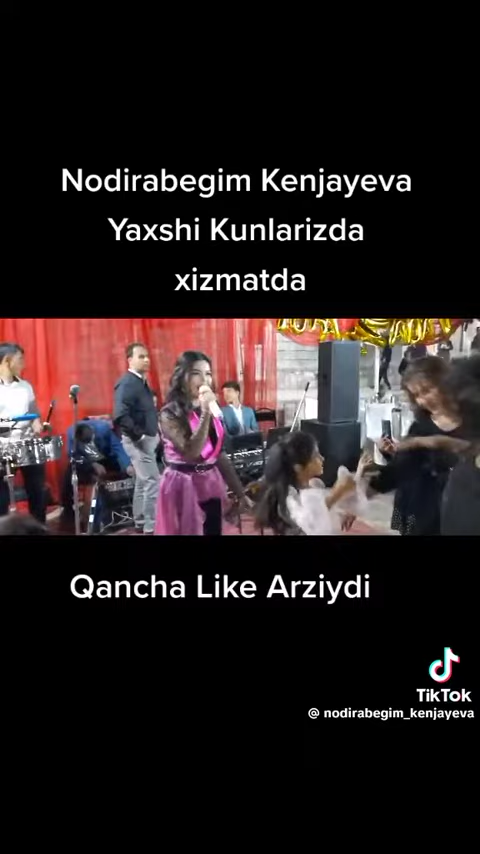 Nodirabegim Kenjayeva
Yaxshi Kunlarizda
xizmatda
Qancha Like Arziydi
TikTok
@ nodirabegim_kenjayeva